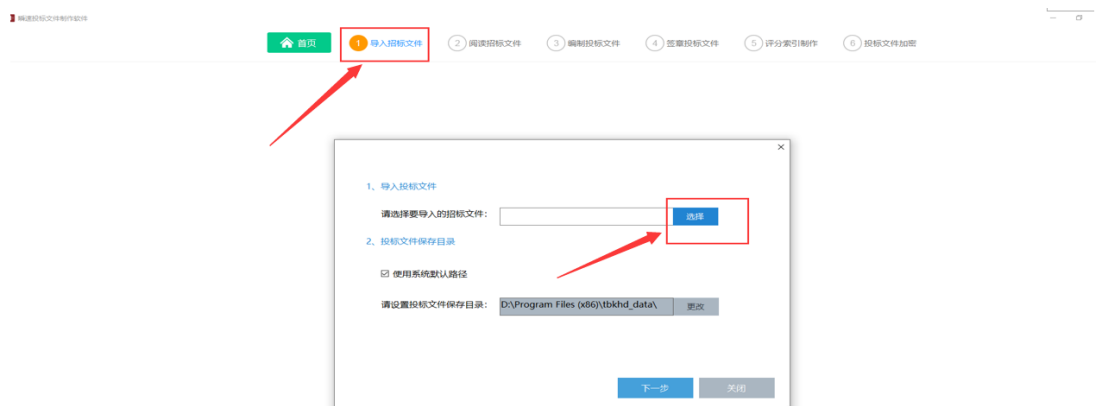 投标文件制作软件
首页
1 导入招标文件
2 阅读招标文件
3 编制投标文件
4 签章投标文件
5 评分索引制作
6 投标文件加密
1、导入投标文件
请选择要导入的招标文件：
选择
2、投标文件保存目录
使用系统默认路径
请设置投标文件保存目录：
D:\Program Files (x86)\tbkhd_data\
更改
下一步
关闭